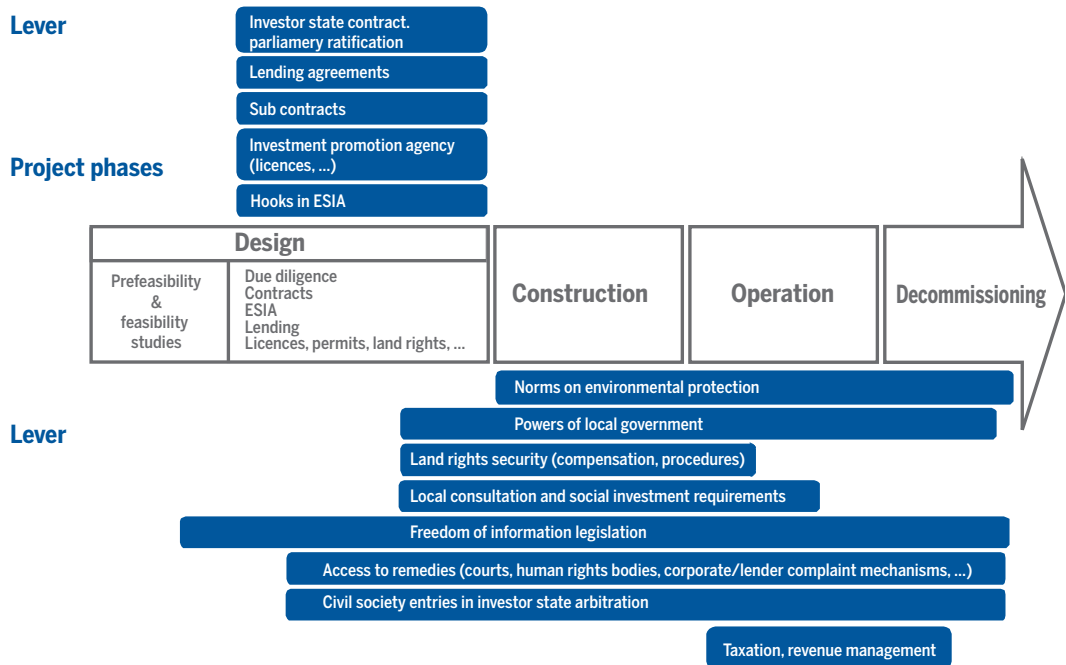 Lever
Investor state contract.
parliamery ratification
Lending agreements
Sub contracts
Project phases
Investment promotion agency
(licences, ...)
Hooks in ESIA
Design
Prefeasibility
&
feasibility
studies
Due diligence
Contracts
ESIA
Lending
Licences, permits, land rights, ...
Construction
Operation
Decommissioning
Norms on environmental protection
Lever
Powers of local government
Land rights security (compensation, procedures)
Local consultation and social investment requirements
Freedom of information legislation
Access to remedies (courts, human rights bodies, corporate/lender complaint mechanisms, ...)
Civil society entries in investor state arbitration
Taxation, revenue management